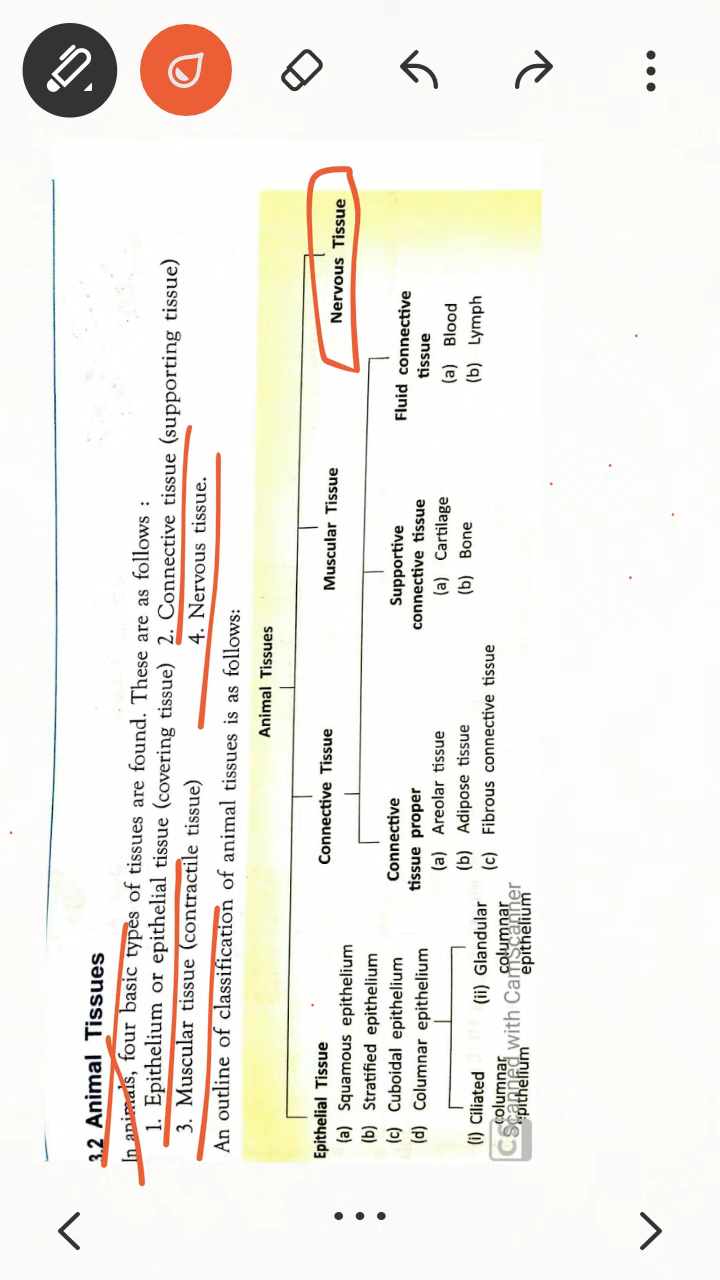 3.2 Animal Tissues
In animals, four basic types of tissues are found. These are as follows :
1. Epithelium or epithelial tissue (covering tissue) 2. Connective tissue (supporting tissue)
3. Muscular tissue (contractile tissue) 4. Nervous tissue.
An outline of classification of animal tissues is as follows:
Animal Tissues
Epithelial Tissue
(a) Squamous epithelium
(b) Stratified epithelium
(c) Cuboidal epithelium
(d) Columnar epithelium
(i) Ciliated
columnar
epithelium
(ii) Glandular
columnar
epithelium
Connective Tissue
Connective
tissue proper
(a) Areolar tissue
(b) Adipose tissue
(c) Fibrous connective tissue
Supportive
connective tissue
(a) Cartilage
(b) Bone
Fluid connective
tissue
(a) Blood
(b) Lymph
Muscular Tissue
Nervous Tissue
CS Scanned with CamScanner